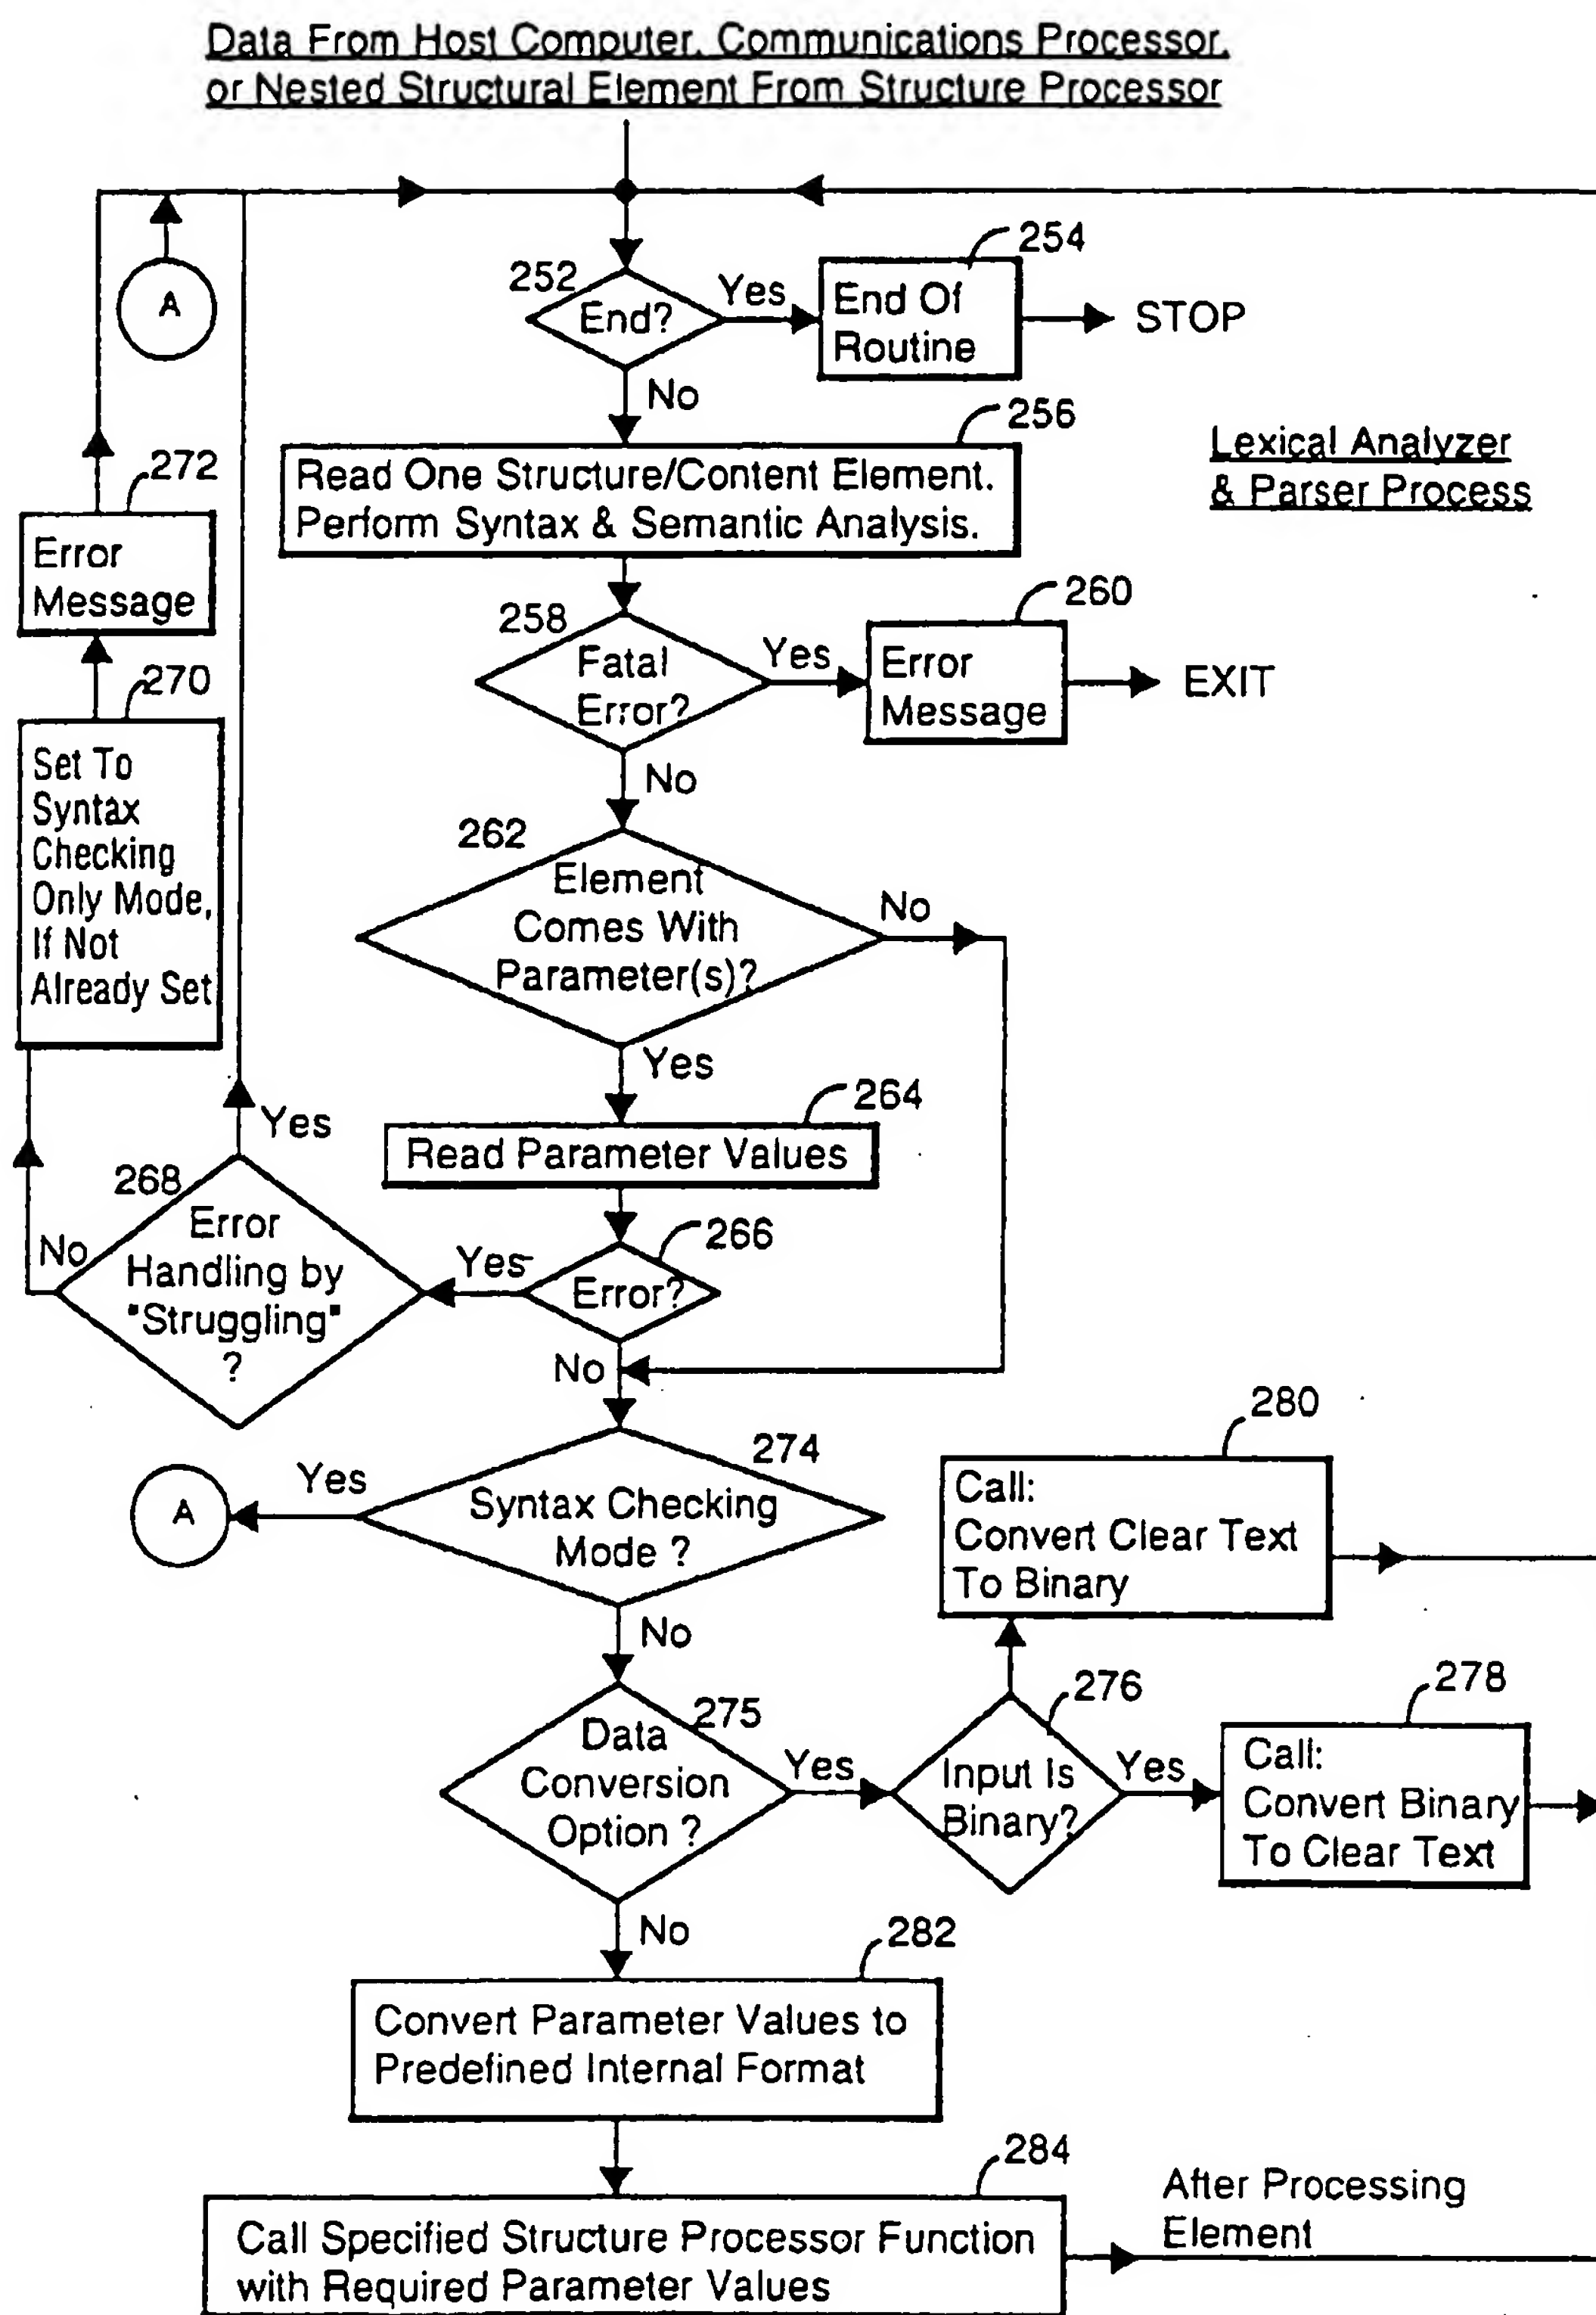 Data From Host Computer, Communications Processor,
or Nested Structural Element From Structure Processor
A
252
End?
Yes
254
End Of
Routine
STOP
No
256
Read One Structure/Content Element.
Perform Syntax & Semantic Analysis.
Lexical Analyzer
& Parser Process
272
Error
Message
258
Fatal
Error?
Yes
260
Error
Message
EXIT
No
270
Set To
Syntax
Checking
Only Mode,
If Not
Already Set
262
Element
Comes With
Parameter(s)?
No
Yes
264
Read Parameter Values
Yes
268
Error
Handling by
"Struggling"
?
No
266
Error?
Yes
No
274
Syntax Checking
Mode ?
Yes
A
No
280
Call:
Convert Clear Text
To Binary
275
Data
Conversion
Option ?
Yes
276
Input Is
Binary?
Yes
278
Call:
Convert Binary
To Clear Text
No
282
Convert Parameter Values to
Predefined Internal Format
284
Call Specified Structure Processor Function
with Required Parameter Values
After Processing
Element